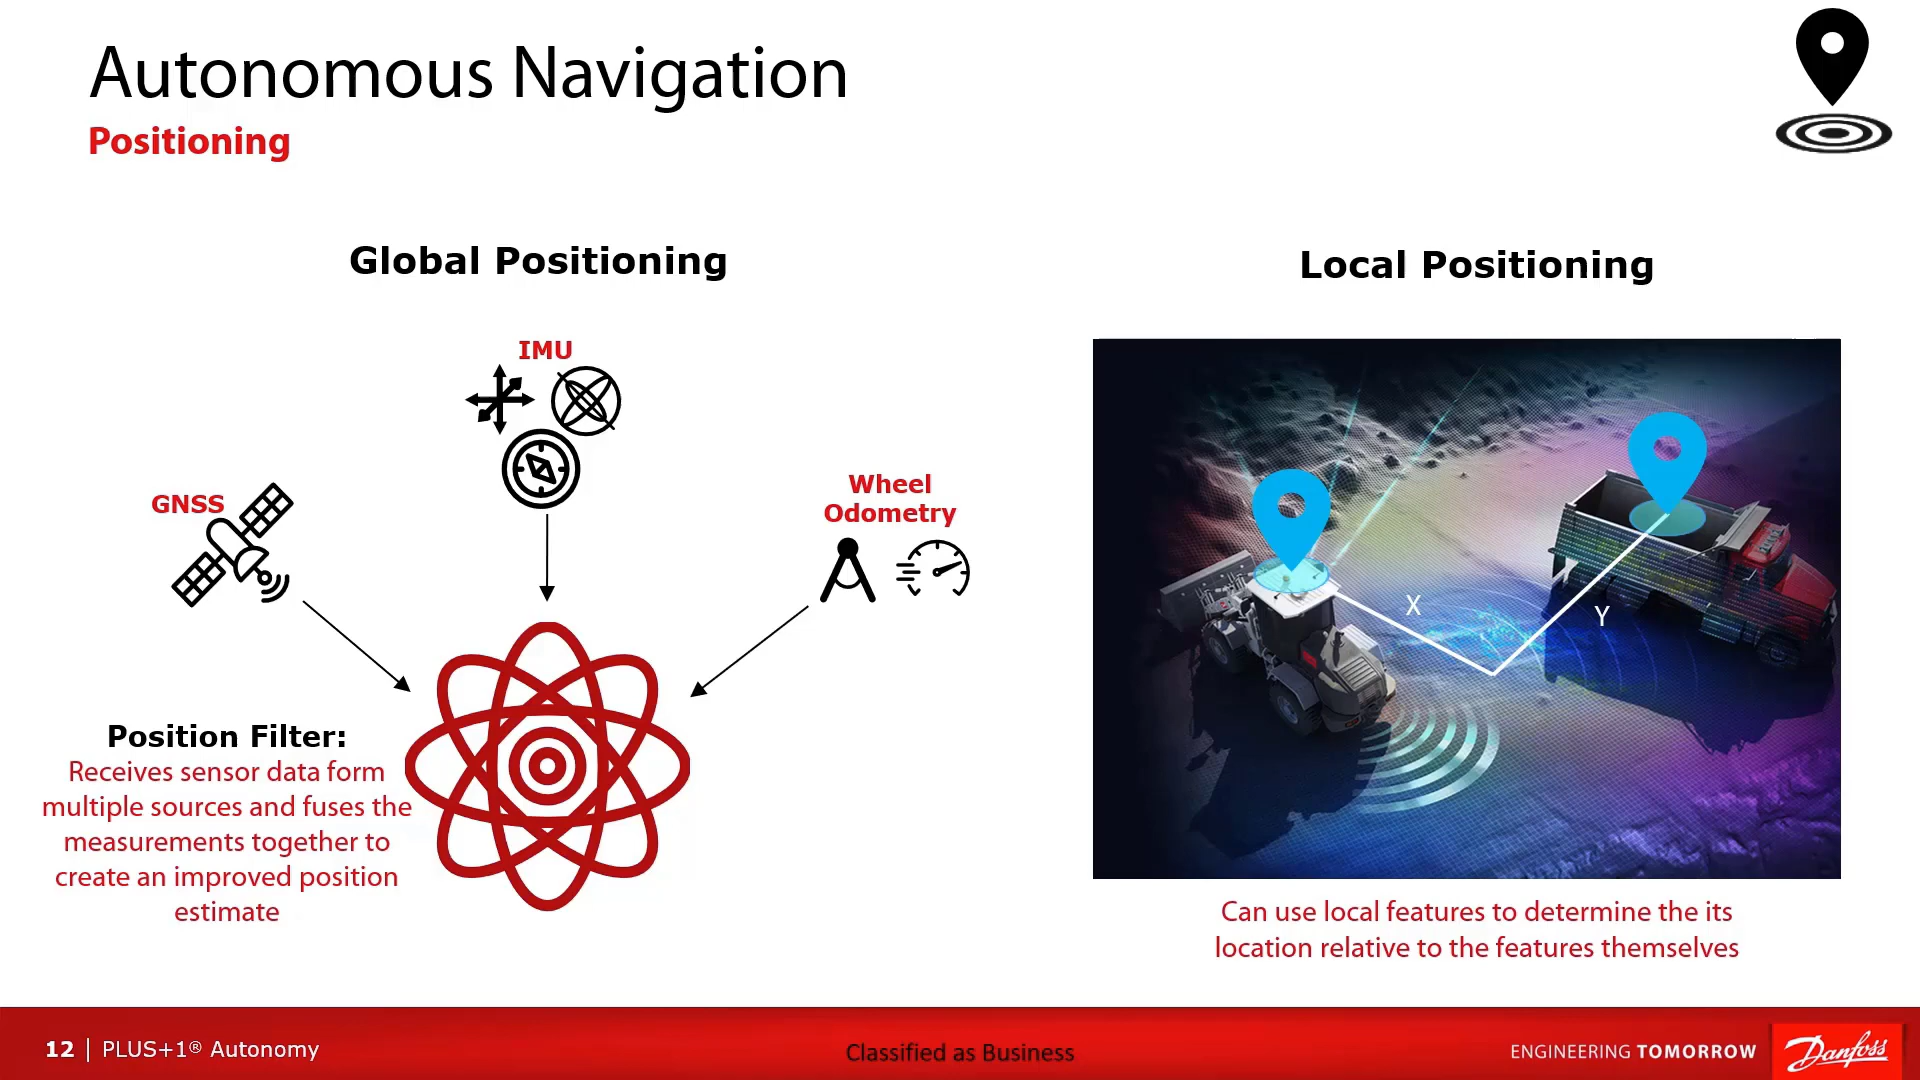 Autonomous Navigation
Positioning
Global Positioning
IMU
GNSS
Wheel
Odometry
Position Filter:
Receives sensor data form
multiple sources and fuses the
measurements together to
create an improved position
estimate
Local Positioning
X
Y
Can use local features to determine the its
location relative to the features themselves
12 | PLUS+1® Autonomy
Classified as Business
ENGINEERING TOMORROW
Danfoss